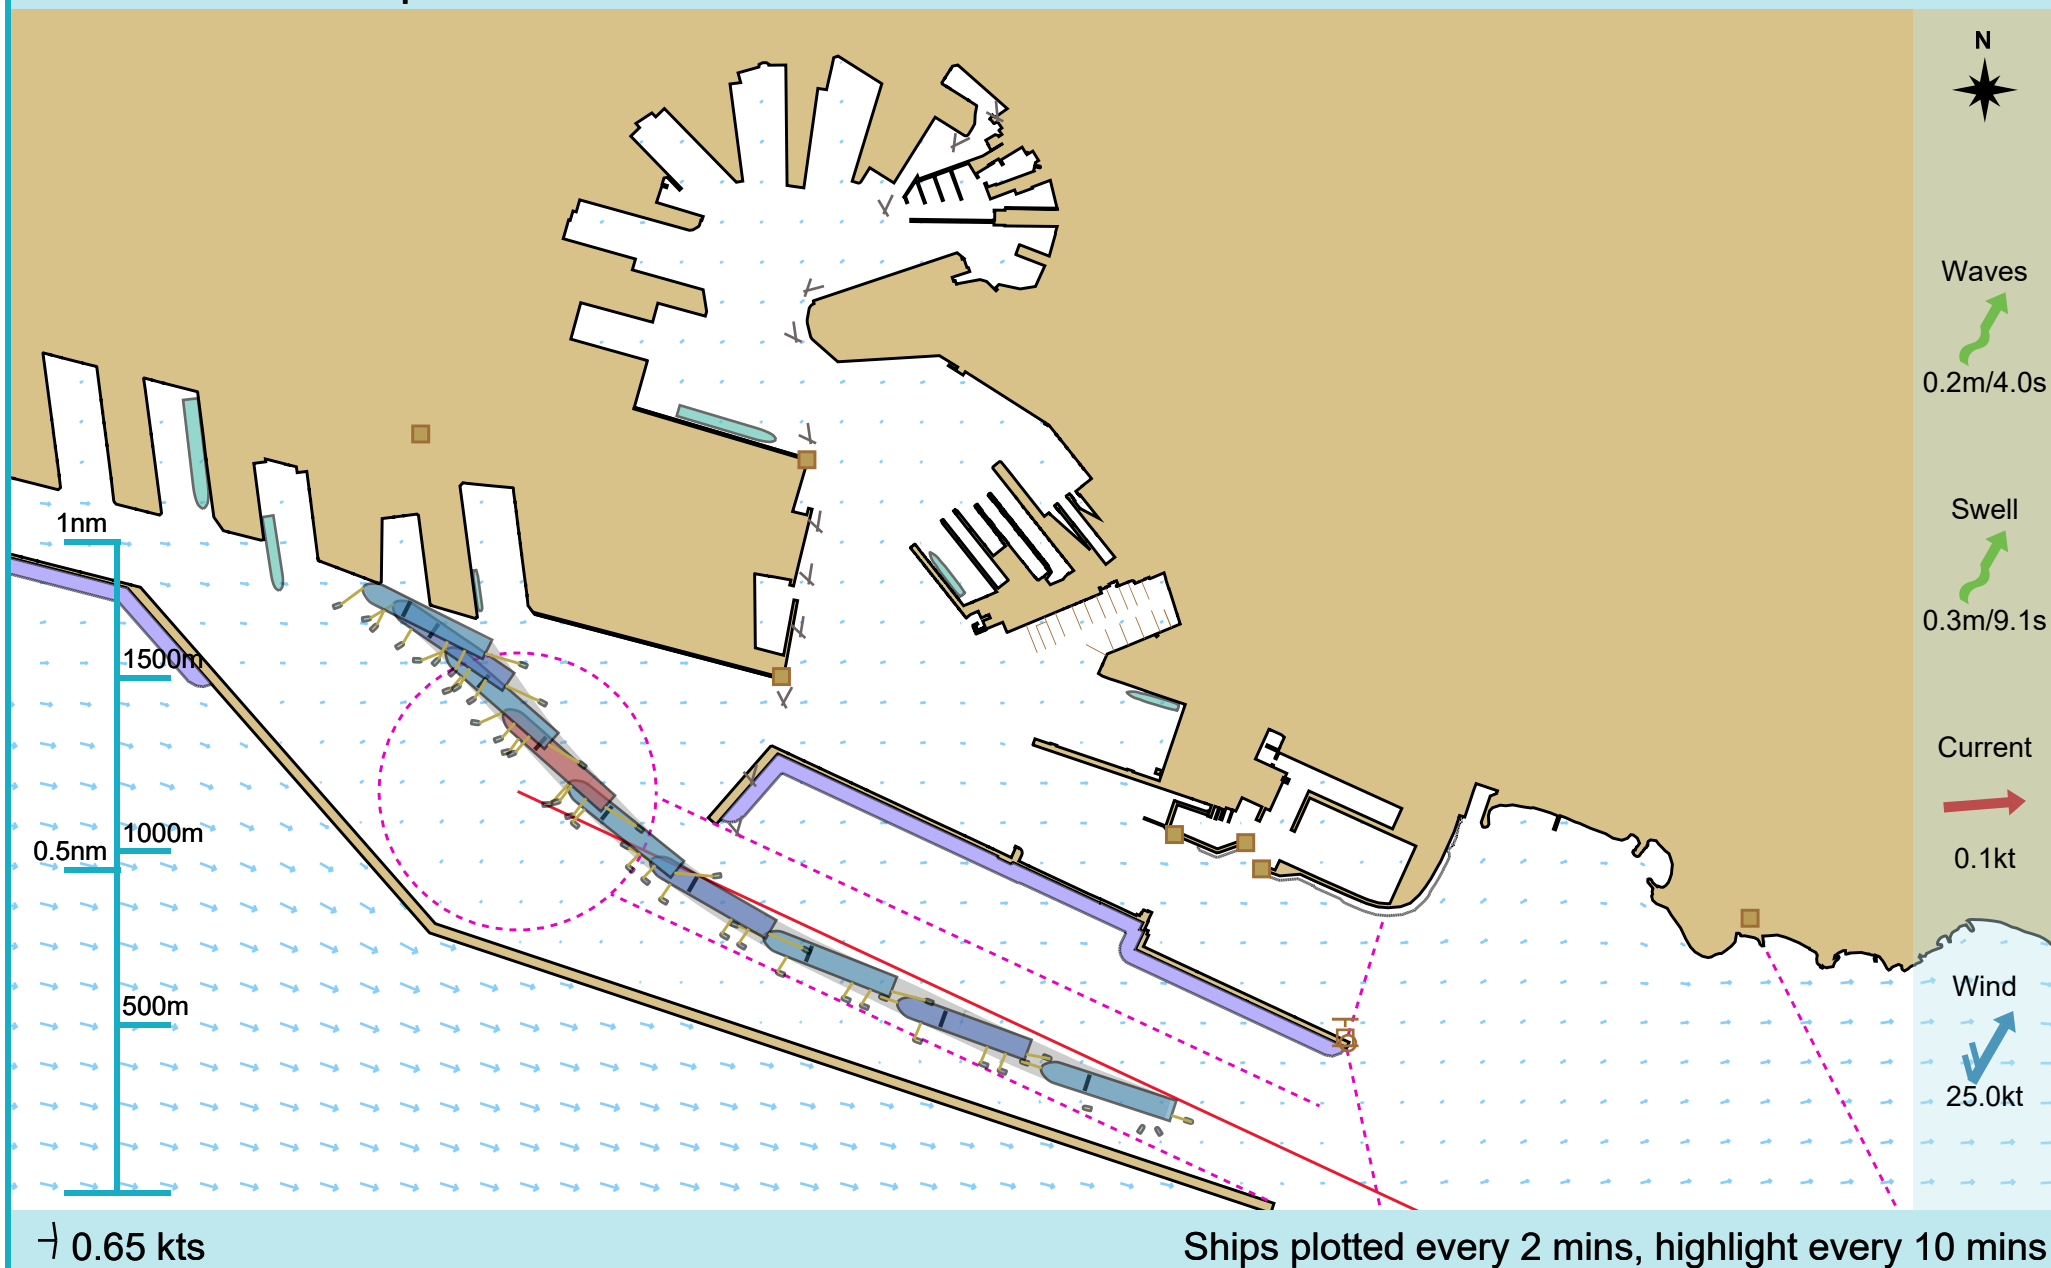 N
Waves
0.2m/4.0s
Swell
0.3m/9.1s
Current
0.1kt
Wind
25.0kt
1nm
1500m
1000m
0.5nm
500m
0.65 kts
Ships plotted every 2 mins, highlight every 10 mins